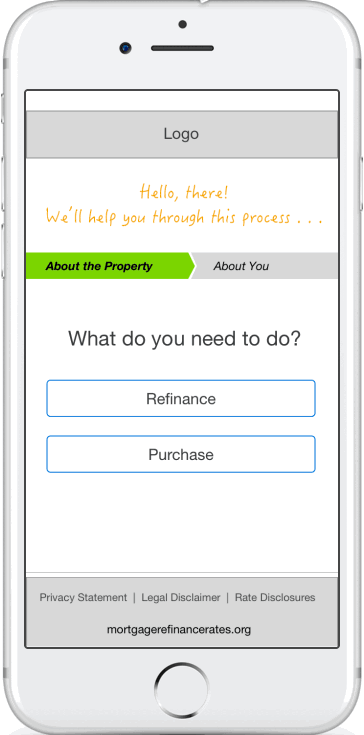 Logo
Hello, there!
We'll help you through this process . . .
About the Property About You
What do you need to do?
Refinance
Purchase
Privacy Statement | Legal Disclaimer | Rate Disclosures
mortgagerefinancerates.org